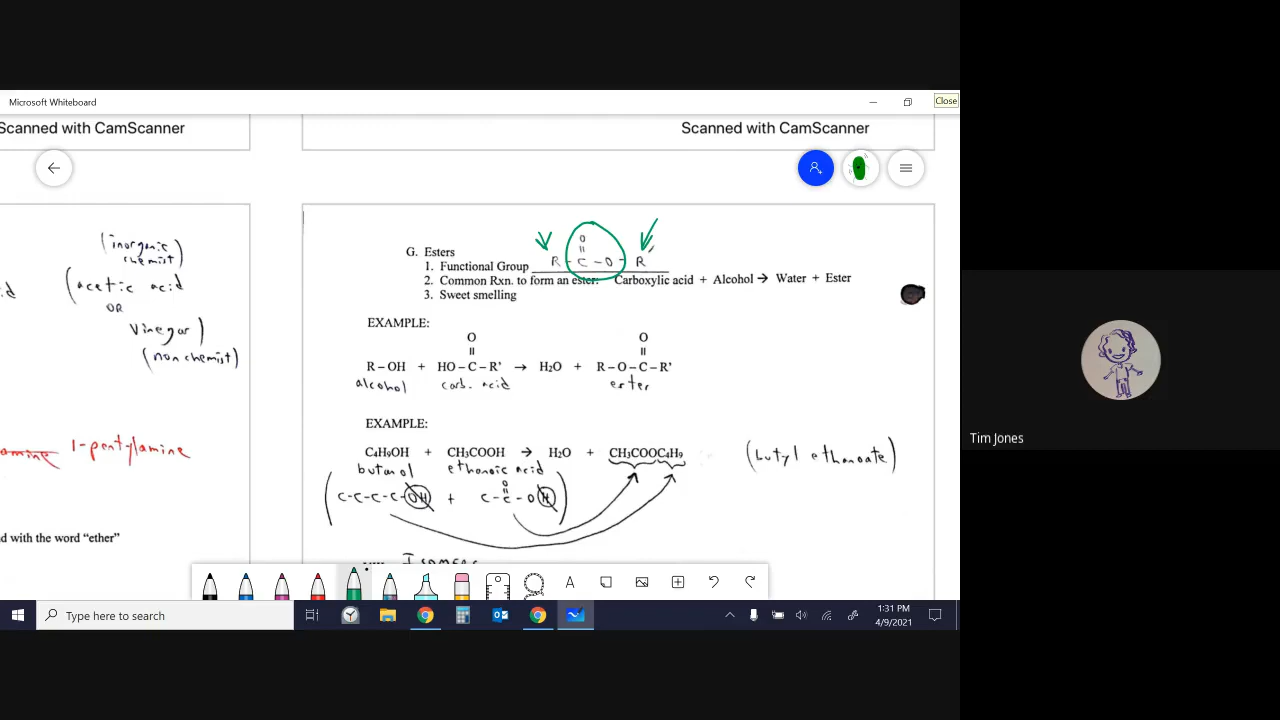 Microsoft Whiteboard
Close
Scanned with CamScanner
Scanned with CamScanner
(inorganic
chemist)
(acetic acid
OR
Vinegar)
(nonchemist)
amine 1-pentylamine
d with the word “ether”
G. Esters
O
||
1. Functional Group R - C - O - R'
2. Common Rxn. to form an ester: Carboxylic acid + Alcohol → Water + Ester
3. Sweet smelling
EXAMPLE:
O O
|| ||
R – OH + HO – C – R’ → H₂O + R – O – C – R’
alcohol carb. acid ester
EXAMPLE:
C₄H₉OH + CH₃COOH → H₂O + CH₃COOC₄H₉ (butyl ethanoate)
butanol ethanoic acid
O
||
(C-C-C-C-OH + C-C-OH)
Isomers
Tim Jones
Type here to search
1:31 PM
4/9/2021